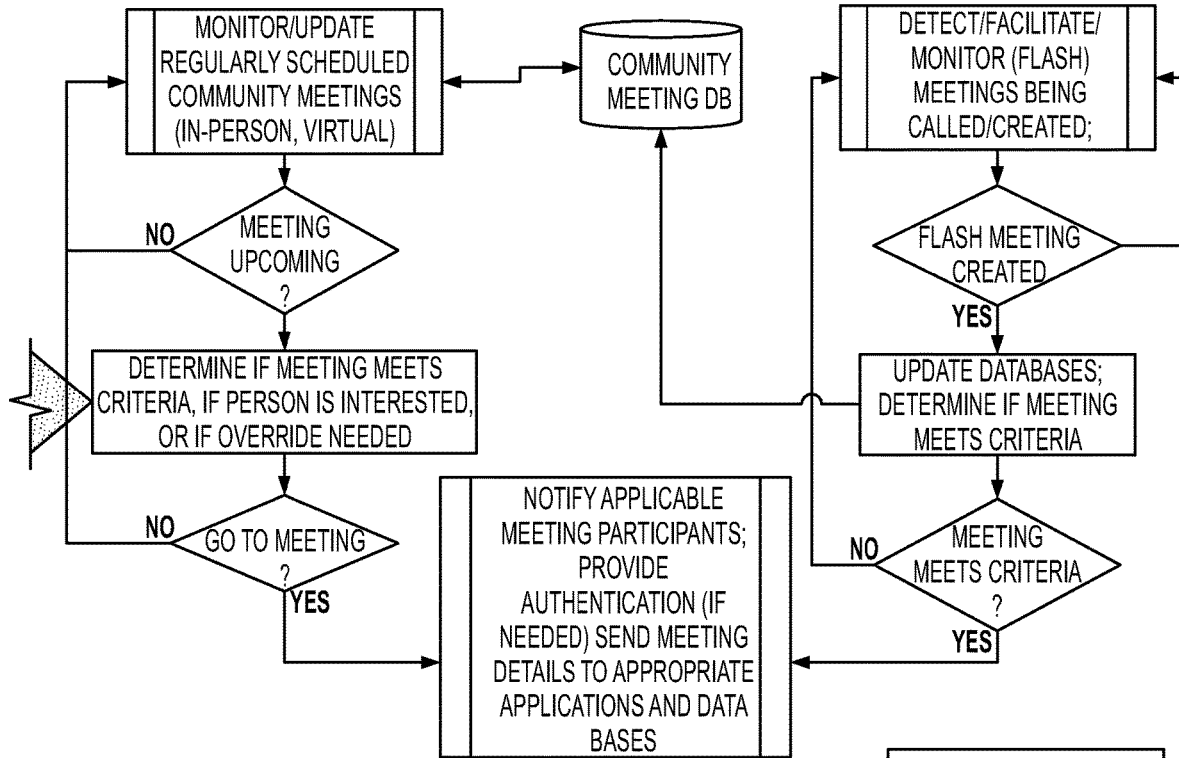 MONITOR/UPDATE
REGULARLY SCHEDULED
COMMUNITY MEETINGS
(IN-PERSON, VIRTUAL)
COMMUNITY
MEETING DB
DETECT/FACILITATE/
MONITOR (FLASH)
MEETINGS BEING
CALLED/CREATED;
NO
MEETING
UPCOMING
?
FLASH MEETING
CREATED
YES
DETERMINE IF MEETING MEETS
CRITERIA, IF PERSON IS INTERESTED,
OR IF OVERRIDE NEEDED
UPDATE DATABASES;
DETERMINE IF MEETING
MEETS CRITERIA
NO
GO TO MEETING
?
YES
NOTIFY APPLICABLE
MEETING PARTICIPANTS;
PROVIDE
AUTHENTICATION (IF
NEEDED) SEND MEETING
DETAILS TO APPROPRIATE
APPLICATIONS AND DATA
BASES
NO
MEETING
MEETS CRITERIA
?
YES